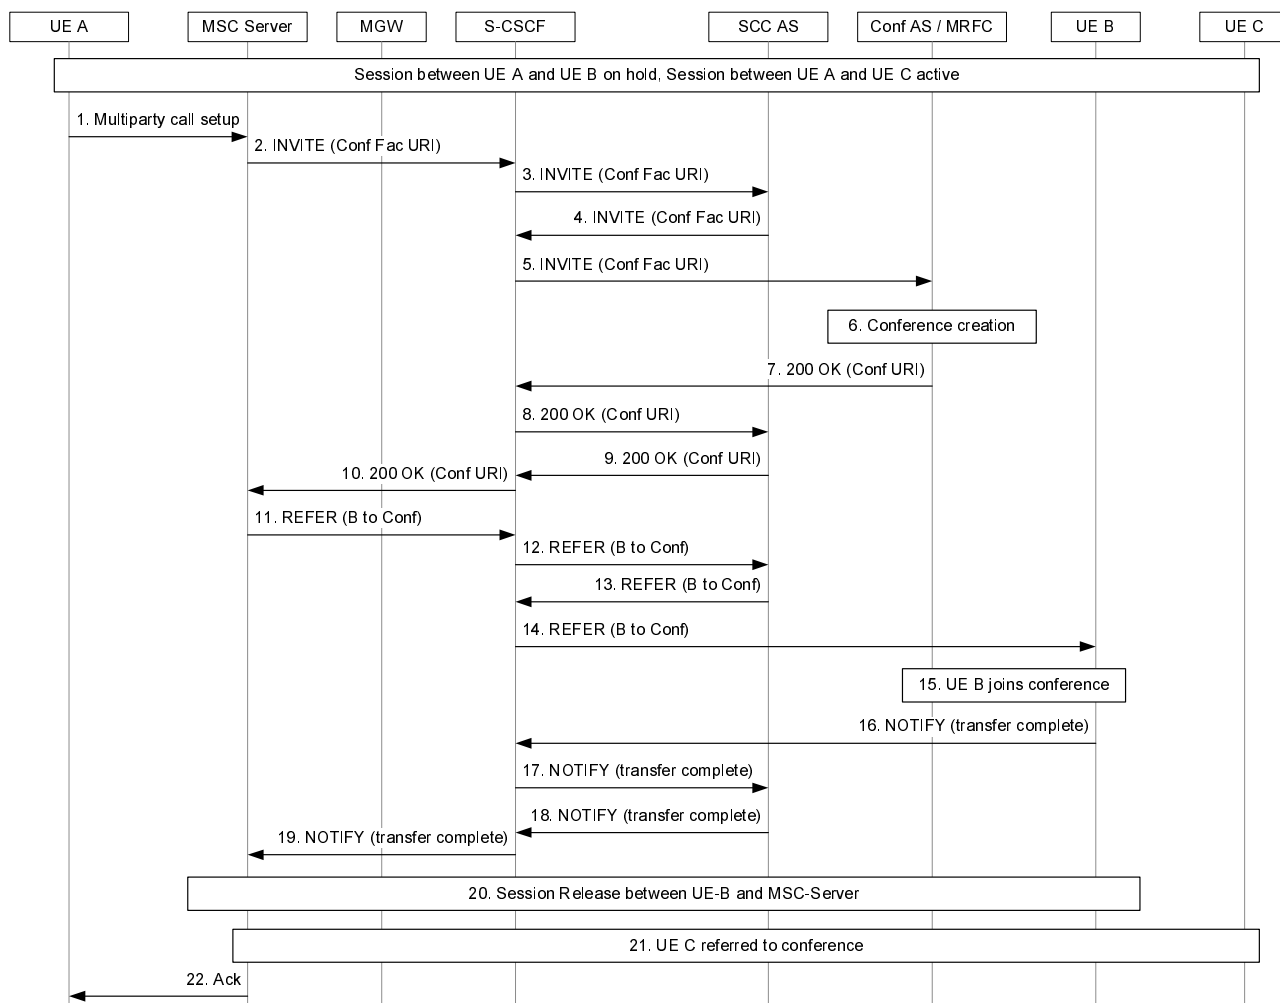 UE A
MSC Server
MGW
S-CSCF
SCC AS
Conf AS / MRFC
UE B
UE C
Session between UE A and UE B on hold, Session between UE A and UE C active
1. Multiparty call setup
2. INVITE (Conf Fac URI)
3. INVITE (Conf Fac URI)
4. INVITE (Conf Fac URI)
5. INVITE (Conf Fac URI)
6. Conference creation
7. 200 OK (Conf URI)
8. 200 OK (Conf URI)
9. 200 OK (Conf URI)
10. 200 OK (Conf URI)
11. REFER (B to Conf)
12. REFER (B to Conf)
13. REFER (B to Conf)
14. REFER (B to Conf)
15. UE B joins conference
16. NOTIFY (transfer complete)
17. NOTIFY (transfer complete)
18. NOTIFY (transfer complete)
19. NOTIFY (transfer complete)
20. Session Release between UE-B and MSC-Server
21. UE C referred to conference
22. Ack